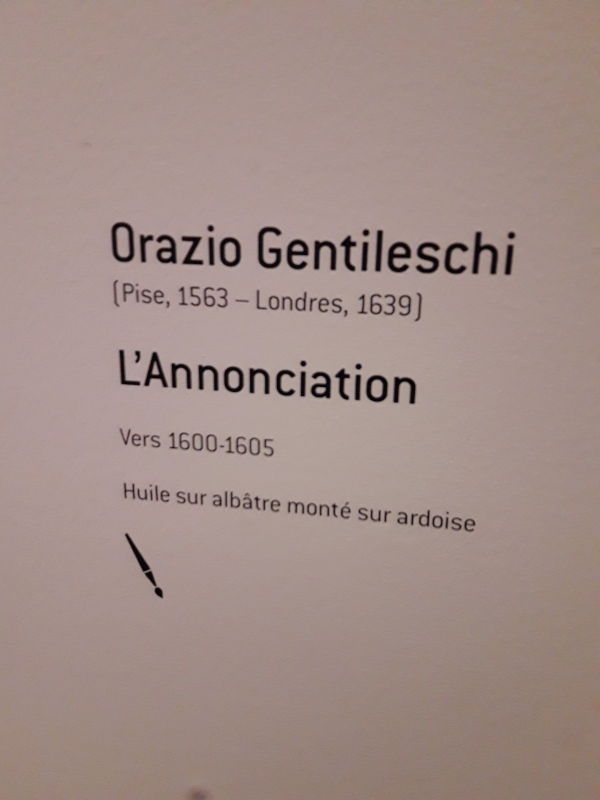 Orazio Gentileschi
(Pise, 1563 – Londres, 1639)
L'Annonciation
Vers 1600-1605
Huile sur albâtre monté sur ardoise